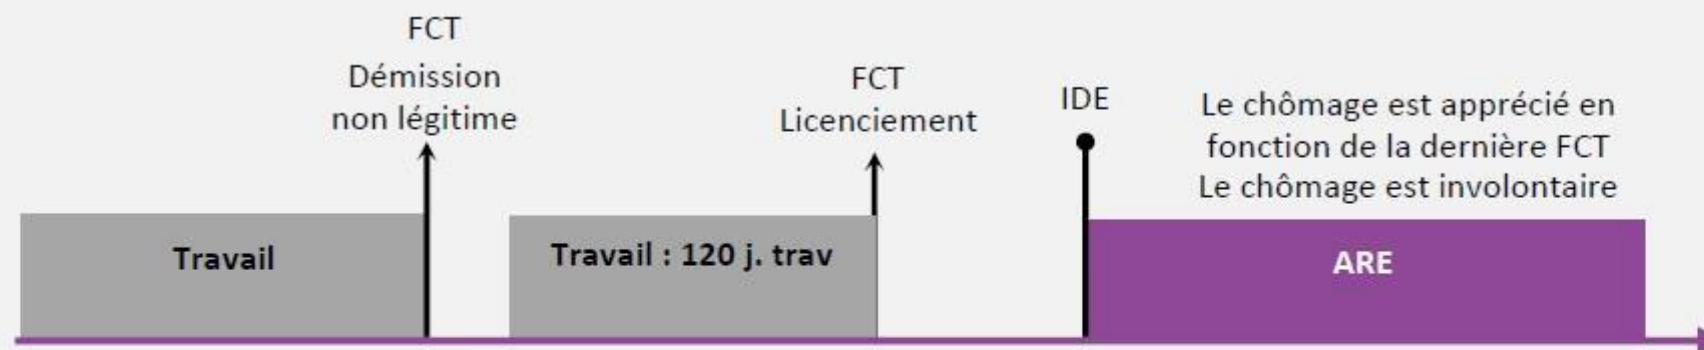 FCT
Démission
non légitime
FCT
Licenciement
IDE
Le chômage est apprécié en
fonction de la dernière FCT
Le chômage est involontaire
Travail
Travail : 120 j. trav
ARE